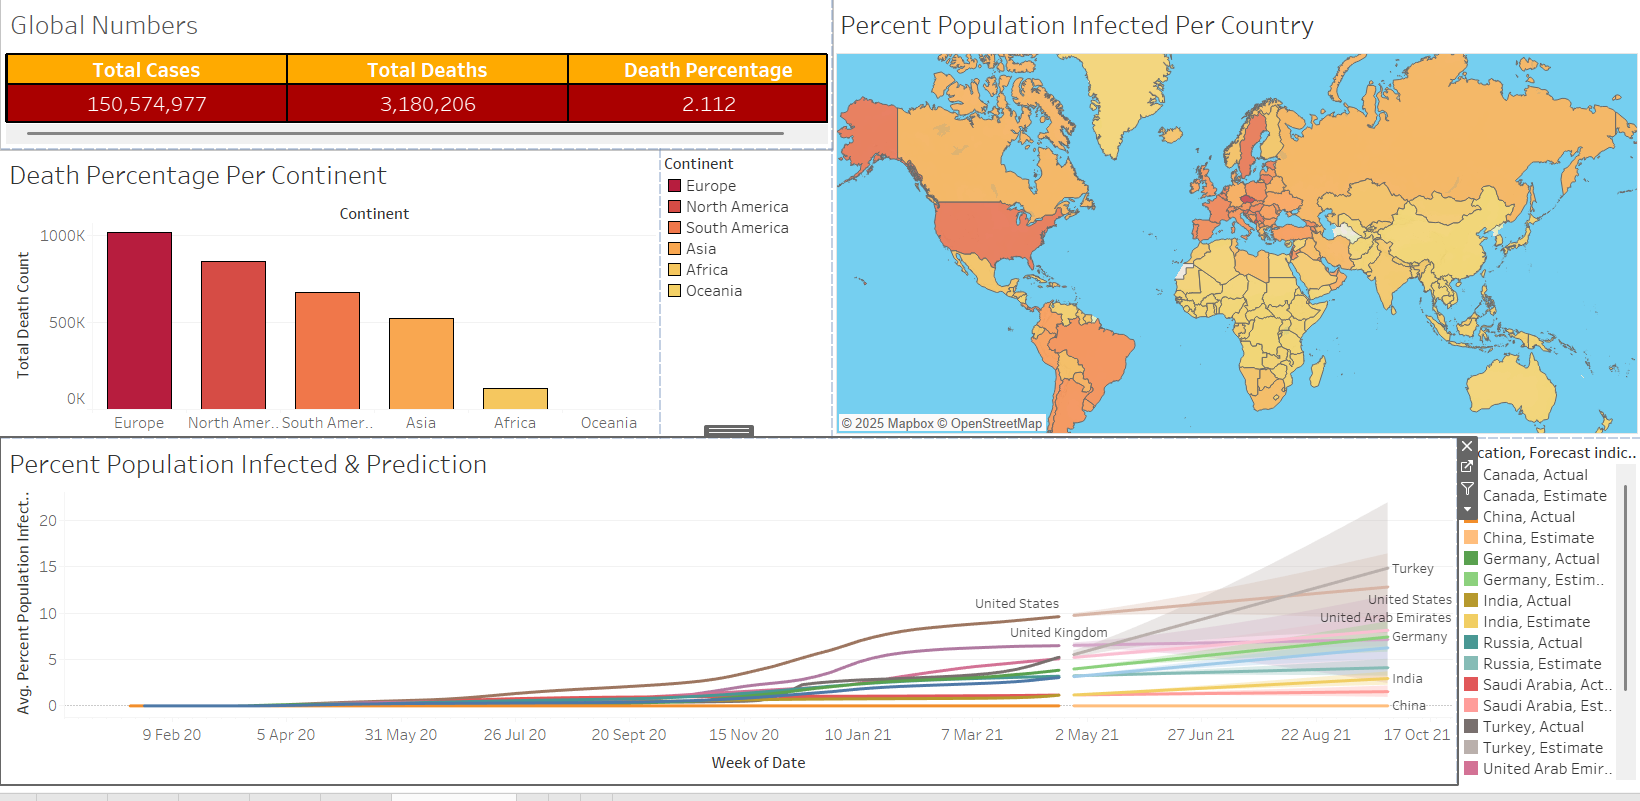 Global Numbers
Total Cases Total Deaths Death Percentage
150,574,977 3,180,206 2.112
Death Percentage Per Continent
Continent
Total Death Count
1000K
500K
0K
Europe North Amer.. South Amer.. Asia Africa Oceania
Continent
Europe
North America
South America
Asia
Africa
Oceania
Percent Population Infected Per Country
© 2025 Mapbox © OpenStreetMap
Percent Population Infected & Prediction
Avg. Percent Population Infect..
20
15
10
5
0
United States
United Kingdom
Turkey
United States
United Arab Emirates
Germany
India
China
9 Feb 20 5 Apr 20 31 May 20 26 Jul 20 20 Sept 20 15 Nov 20 10 Jan 21 7 Mar 21 2 May 21 27 Jun 21 22 Aug 21 17 Oct 21
Week of Date
cation, Forecast indic..
Canada, Actual
Canada, Estimate
China, Actual
China, Estimate
Germany, Actual
Germany, Estim..
India, Actual
India, Estimate
Russia, Actual
Russia, Estimate
Saudi Arabia, Act..
Saudi Arabia, Est..
Turkey, Actual
Turkey, Estimate
United Arab Emir..